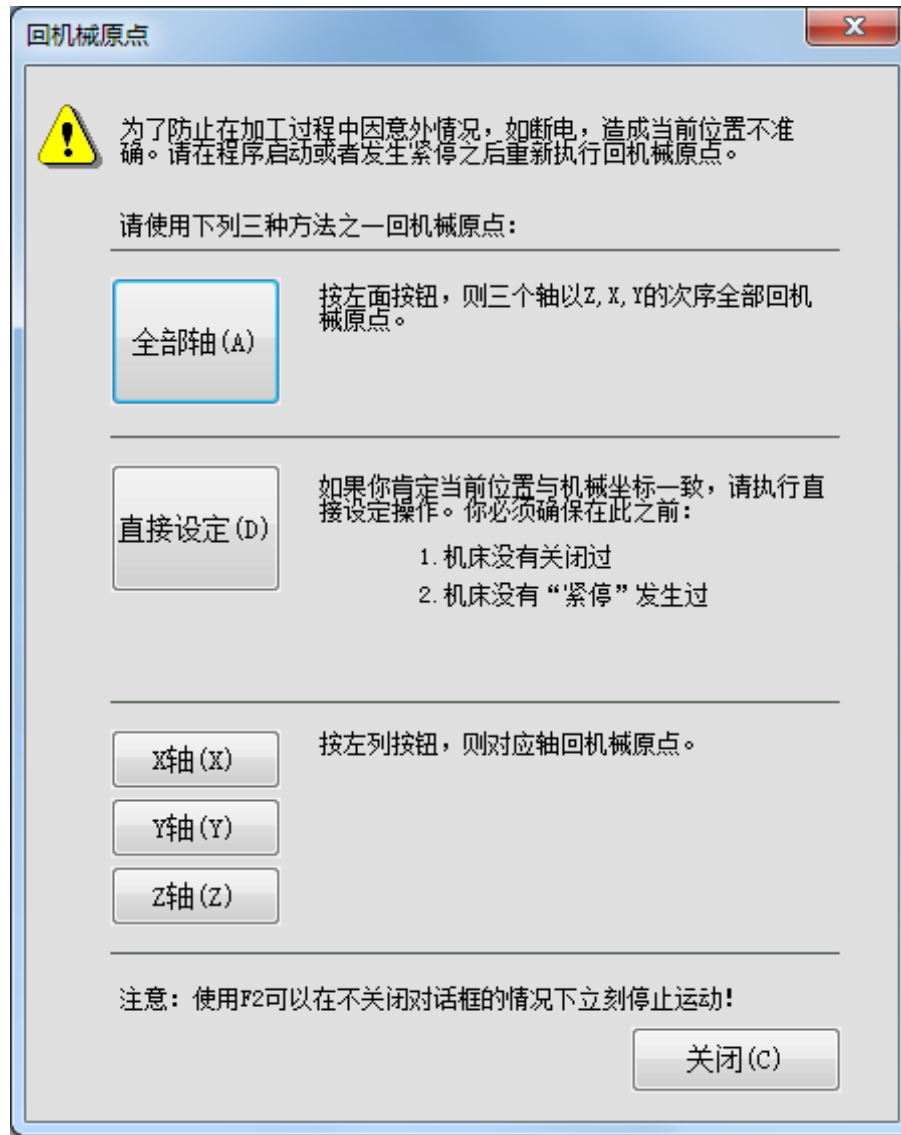 回机械原点
为了防止在加工过程中因意外情况，如断电，造成当前位置不准
确。请在程序启动或者发生紧停之后重新执行回机械原点。
请使用下列三种方法之一回机械原点：
全部轴(A)
按左面按钮，则三个轴以Z,X,Y的次序全部回机
械原点。
直接设定(D)
如果你肯定当前位置与机械坐标一致，请执行直
接设定操作。你必须确保在此之前：
1.机床没有关闭过
2.机床没有“紧停”发生过
X轴(X)
按左列按钮，则对应轴回机械原点。
Y轴(Y)
Z轴(Z)
注意：使用F2可以在不关闭对话框的情况下立刻停止运动！
关闭(C)